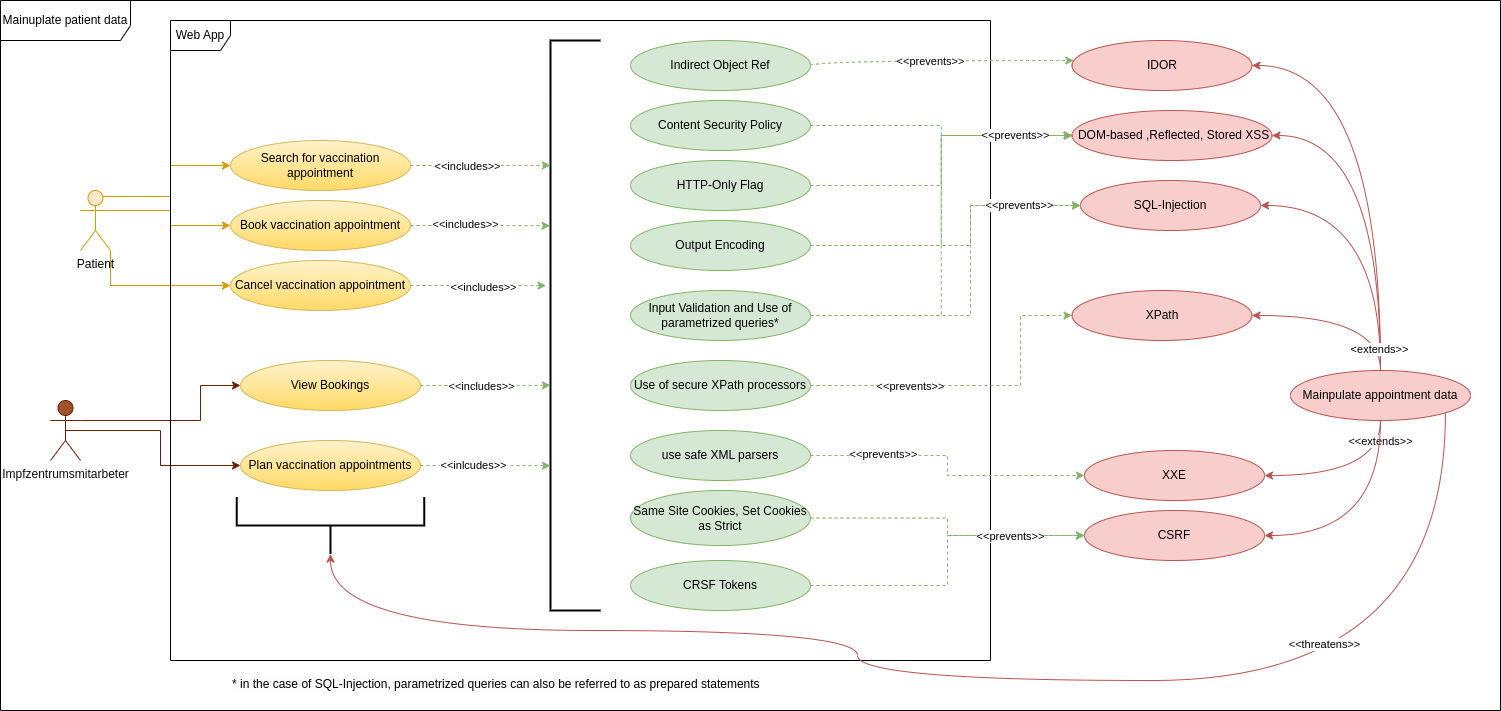 Mainuplate patient data
Web App
Indirect Object Ref
<<prevents>>
IDOR
Content Security Policy
<<prevents>>
DOM-based ,Reflected, Stored XSS
Search for vaccination
appointment
<<includes>>
HTTP-Only Flag
<<prevents>>
SQL-Injection
Book vaccination appointment
<<includes>>
Output Encoding
Patient
Cancel vaccination appointment
<<includes>>
Input Validation and Use of
parametrized queries*
XPath
<extends>>
View Bookings
<<includes>>
Use of secure XPath processors
<<prevents>>
Mainpulate appointment data
Impfzentrumsmitarbeter
Plan vaccination appointments
<<inlcudes>>
use safe XML parsers
<<prevents>>
<<extends>>
XXE
Same Site Cookies, Set Cookies
as Strict
<<prevents>>
CSRF
CRSF Tokens
<<threatens>>
* in the case of SQL-Injection, parametrized queries can also be referred to as prepared statements